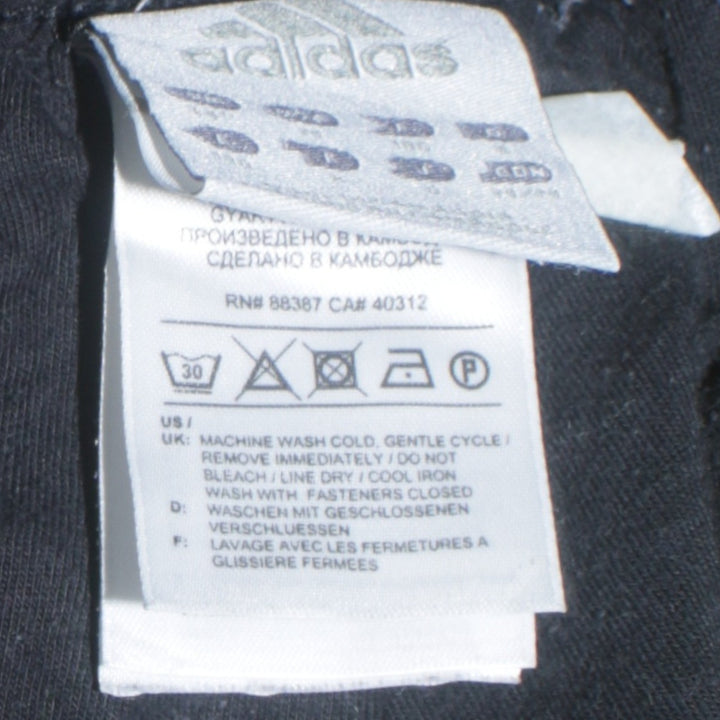 adidas
ПРОИЗВЕДЕНО В
СДЕЛАНО В КАМБОДЖЕ
RN# 88387 CA# 40312
30 P
US /
UK: MACHINE WASH COLD, GENTLE CYCLE /
REMOVE IMMEDIATELY / DO NOT
BLEACH / LINE DRY / COOL IRON
WASH WITH FASTENERS CLOSED
D: WASCHEN MIT GESCHLOSSENEN
VERSCHLUESSEN
F: LAVAGE AVEC LES FERMETURES A
GLISSIERE FERMEES